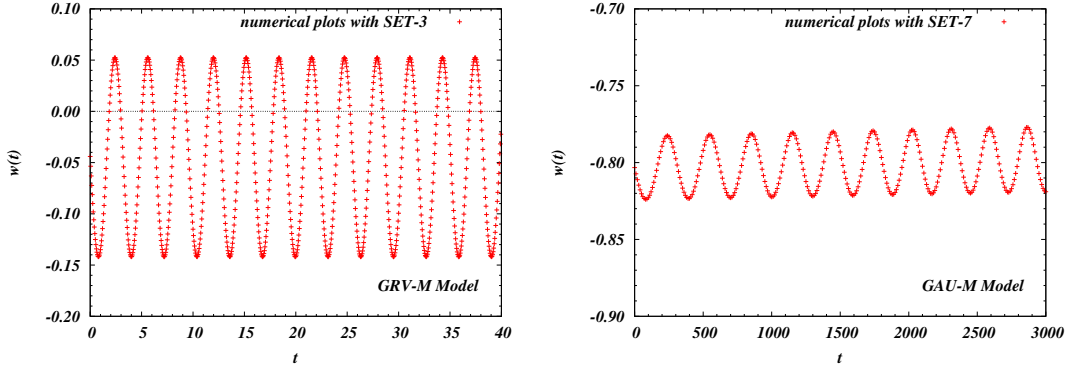 numerical plots with SET-3
0.10
0.05
0.00
-0.05
-0.10
-0.15
-0.20
w(t)
GRV-M Model
0 5 10 15 20 25 30 35 40
t
numerical plots with SET-7
-0.70
-0.75
-0.80
-0.85
-0.90
w(t)
GAU-M Model
0 500 1000 1500 2000 2500 3000
t